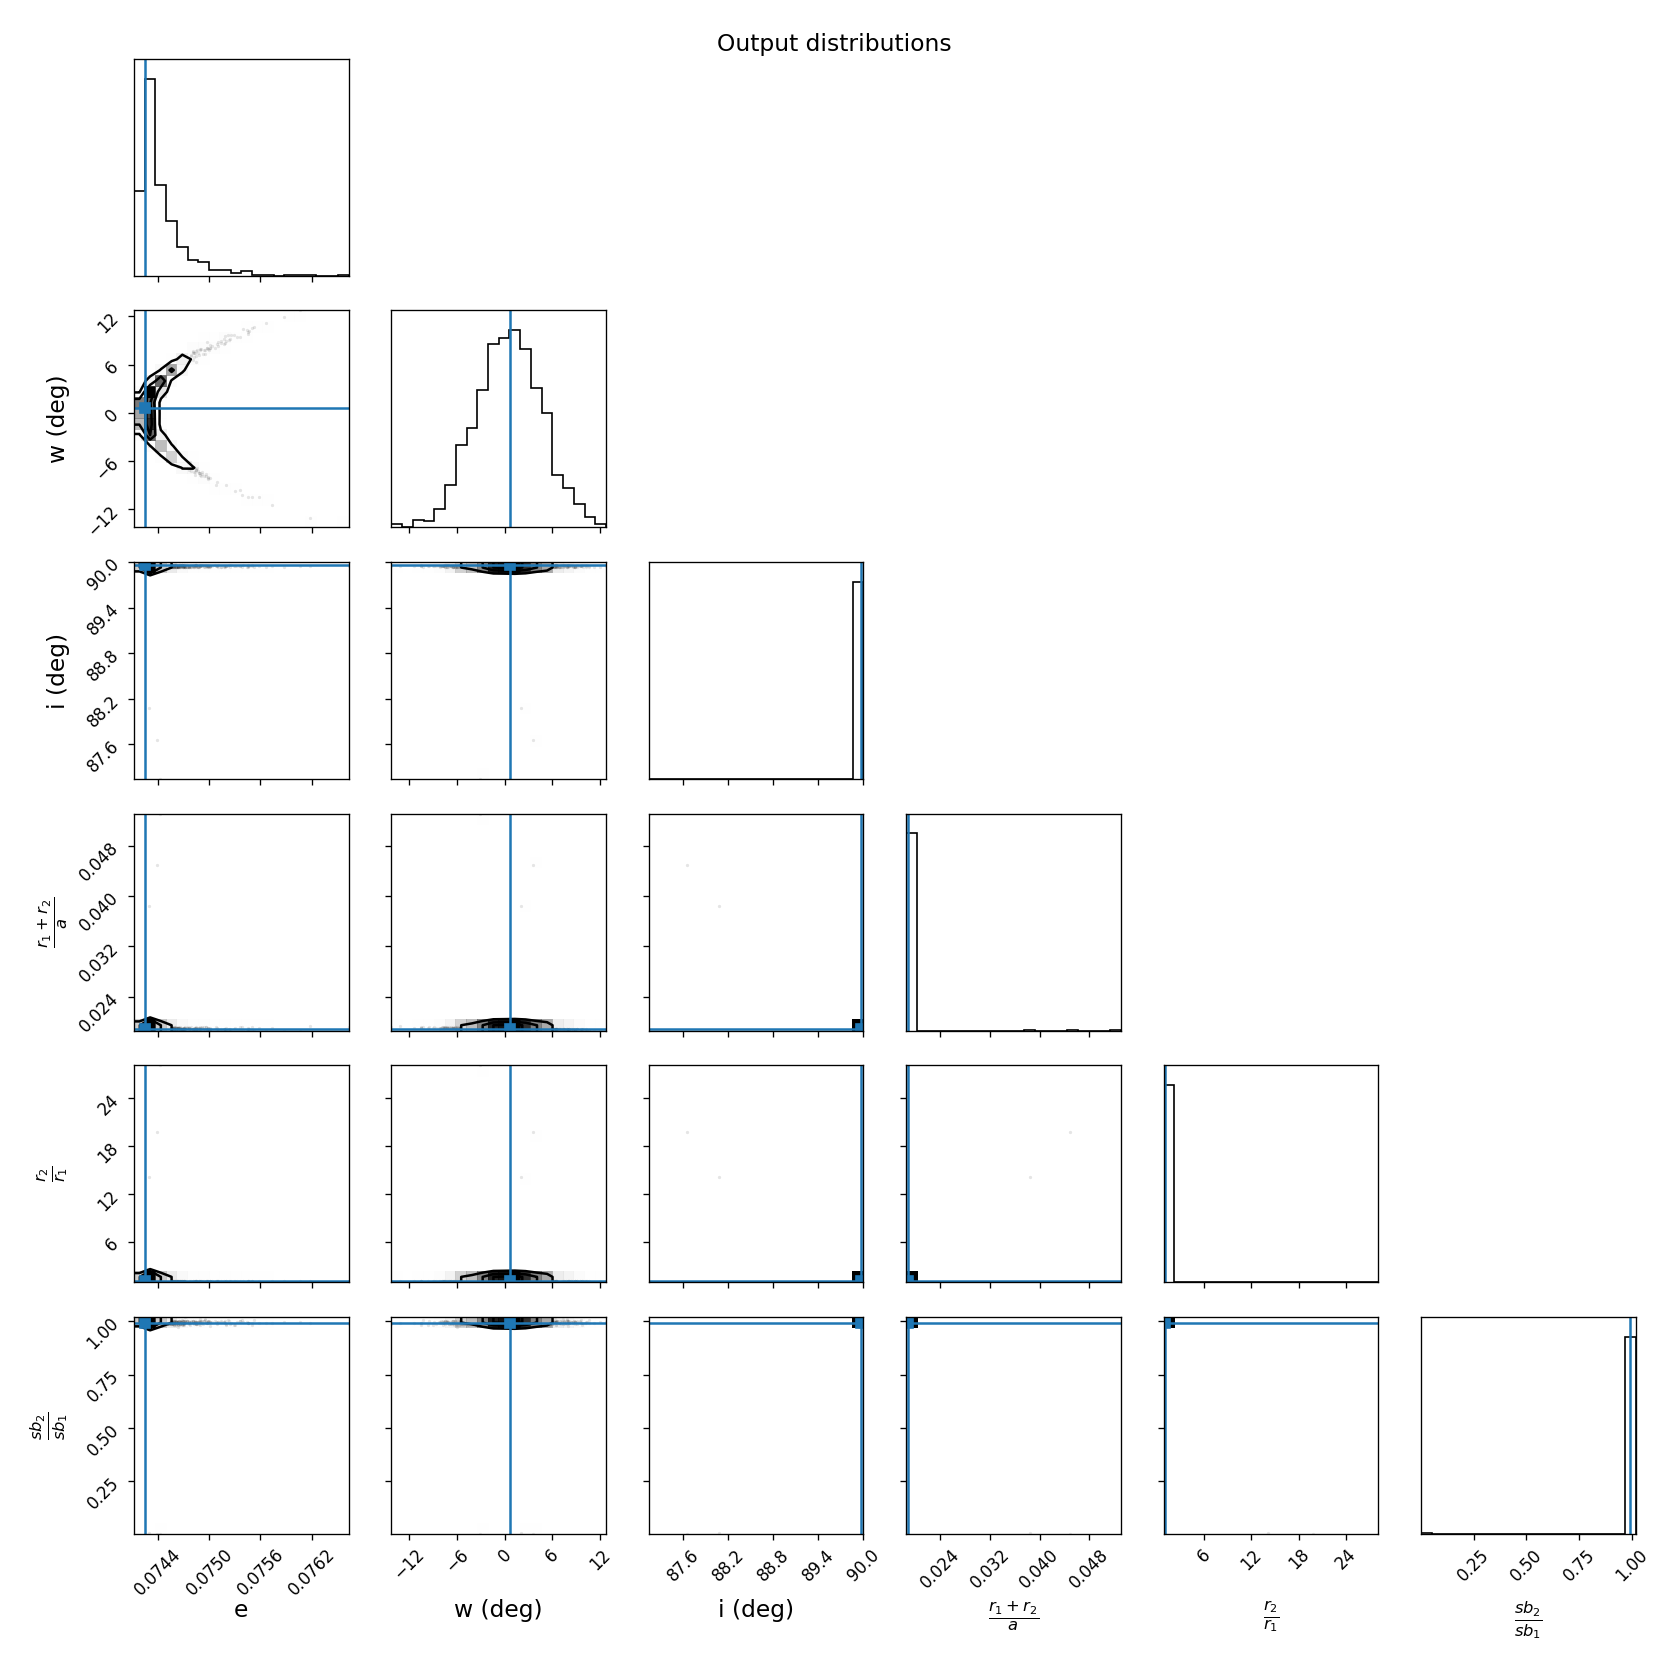 Output distributions
w (deg)
12
6
0
−6
−12
i (deg)
90.0
89.4
88.8
88.2
87.6
r₁ + r₂
a
0.048
0.040
0.032
0.024
r₂
r₁
24
18
12
6
sb₂
sb₁
1.00
0.75
0.50
0.25
0.0744 0.0750 0.0756 0.0762
−12 −6 0 6 12
87.6 88.2 88.8 89.4 90.0
0.024 0.032 0.040 0.048
6 12 18 24
0.25 0.50 0.75 1.00
e
w (deg)
i (deg)
r₁ + r₂
a
r₂
r₁
sb₂
sb₁